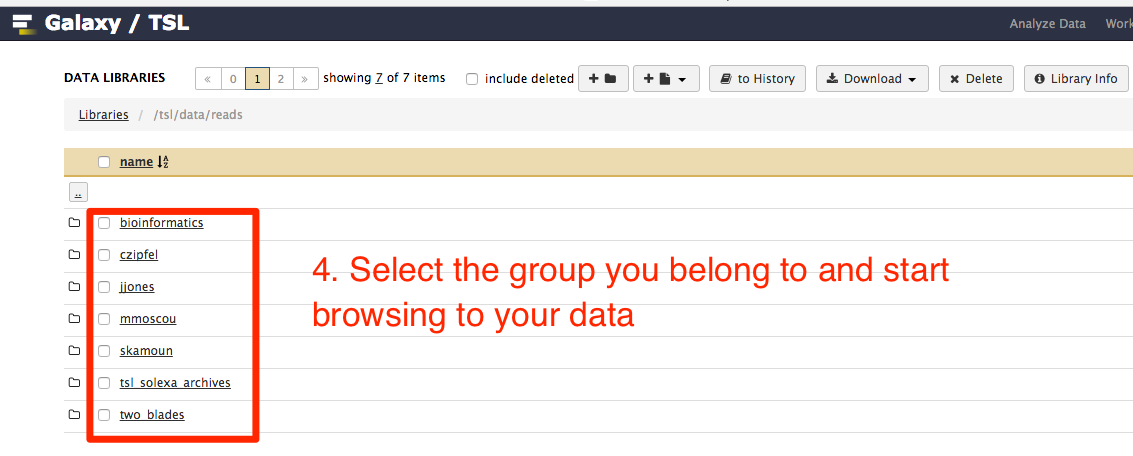 Galaxy / TSL Analyze Data Work
DATA LIBRARIES « 0 1 2 » showing 7 of 7 items include deleted + + to History Download Delete Library Info
Libraries / /tsl/data/reads
name
..
bioinformatics
czipfel
jjones
mmoscou
skamoun
tsl_solexa_archives
two_blades
4. Select the group you belong to and start
browsing to your data